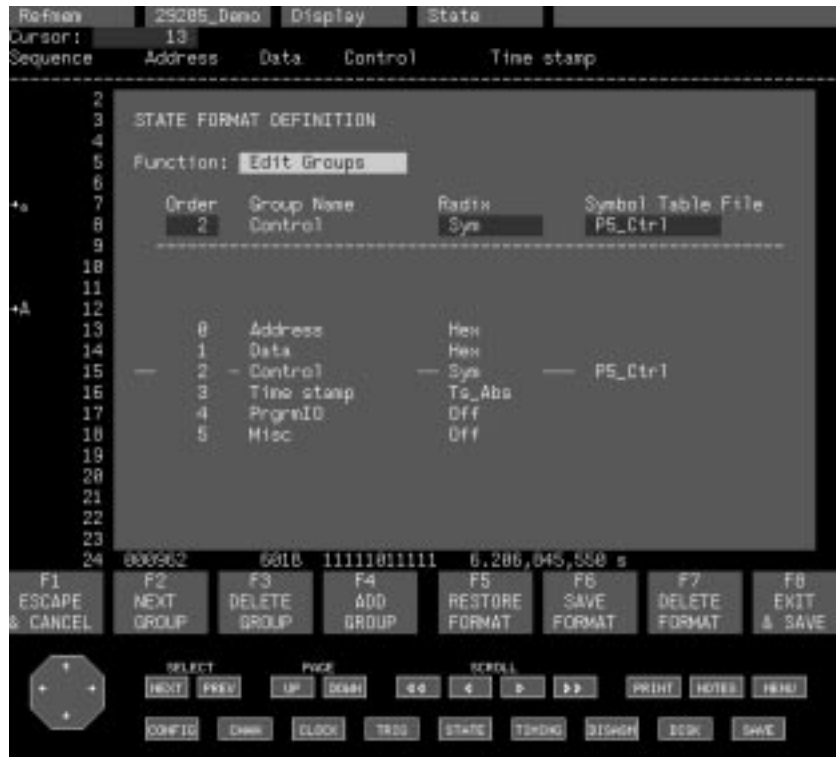 Refmem 29205_Demo Display State
Cursor: 13
Sequence Address Data Control Time stamp
2
3 STATE FORMAT DEFINITION
4
5 Function: Edit Groups
6
7 Order Group Name Radix Symbol Table File
8 2 Control Sym P5_Ctrl
9
10
11
12
13 0 Address Hex
14 1 Data Hex
15 2 Control Sym P5_Ctrl
16 3 Time stamp Ts_Abs
17 4 PrgrmIO Off
18 5 Misc Off
19
20
21
22
23
24 000962 601B 11111011111 6.206,045,550 s
F1 F2 F3 F4 F5 F6 F7 F8
ESCAPE NEXT DELETE ADD RESTORE SAVE DELETE EXIT
& CANCEL GROUP GROUP GROUP FORMAT FORMAT FORMAT & SAVE
SELECT PAGE SCROLL
NEXT PREV UP DOWN PRINT NOTES MENU
CONFIG CHAN CLOCK TRIG STATE TIMING DISASM DISK SAVE